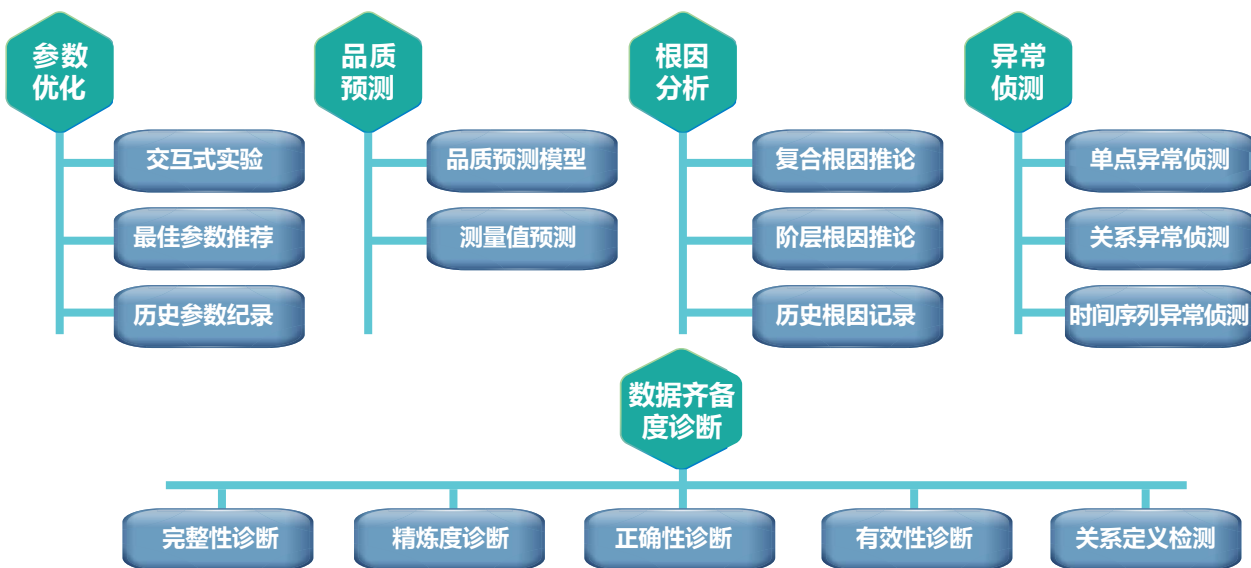 参数
优化
交互式实验
最佳参数推荐
历史参数纪录
品质
预测
品质预测模型
测量值预测
根因
分析
复合根因推论
阶层根因推论
历史根因记录
异常
侦测
单点异常侦测
关系异常侦测
时间序列异常侦测
数据齐备
度诊断
完整性诊断
精炼度诊断
正确性诊断
有效性诊断
关系定义检测